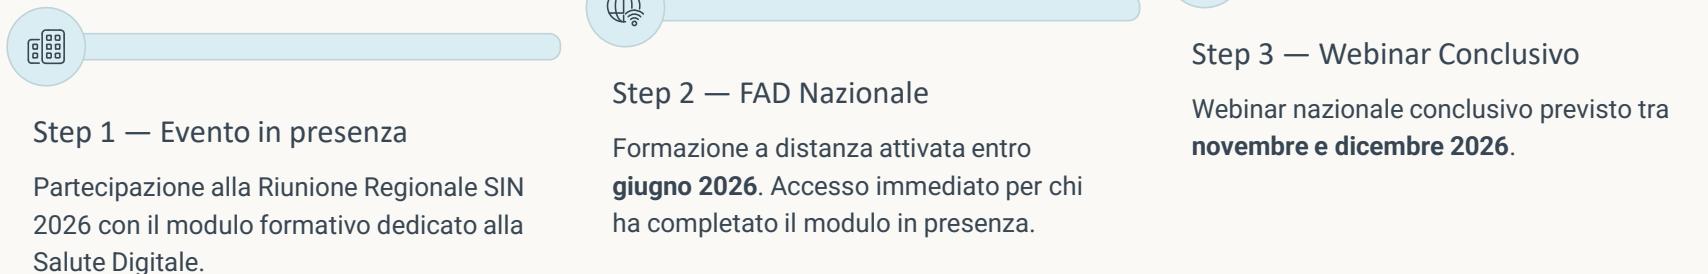 Step 1 — Evento in presenza
Partecipazione alla Riunione Regionale SIN
2026 con il modulo formativo dedicato alla
Salute Digitale.
Step 2 — FAD Nazionale
Formazione a distanza attivata entro
giugno 2026. Accesso immediato per chi
ha completato il modulo in presenza.
Step 3 — Webinar Conclusivo
Webinar nazionale conclusivo previsto tra
novembre e dicembre 2026.